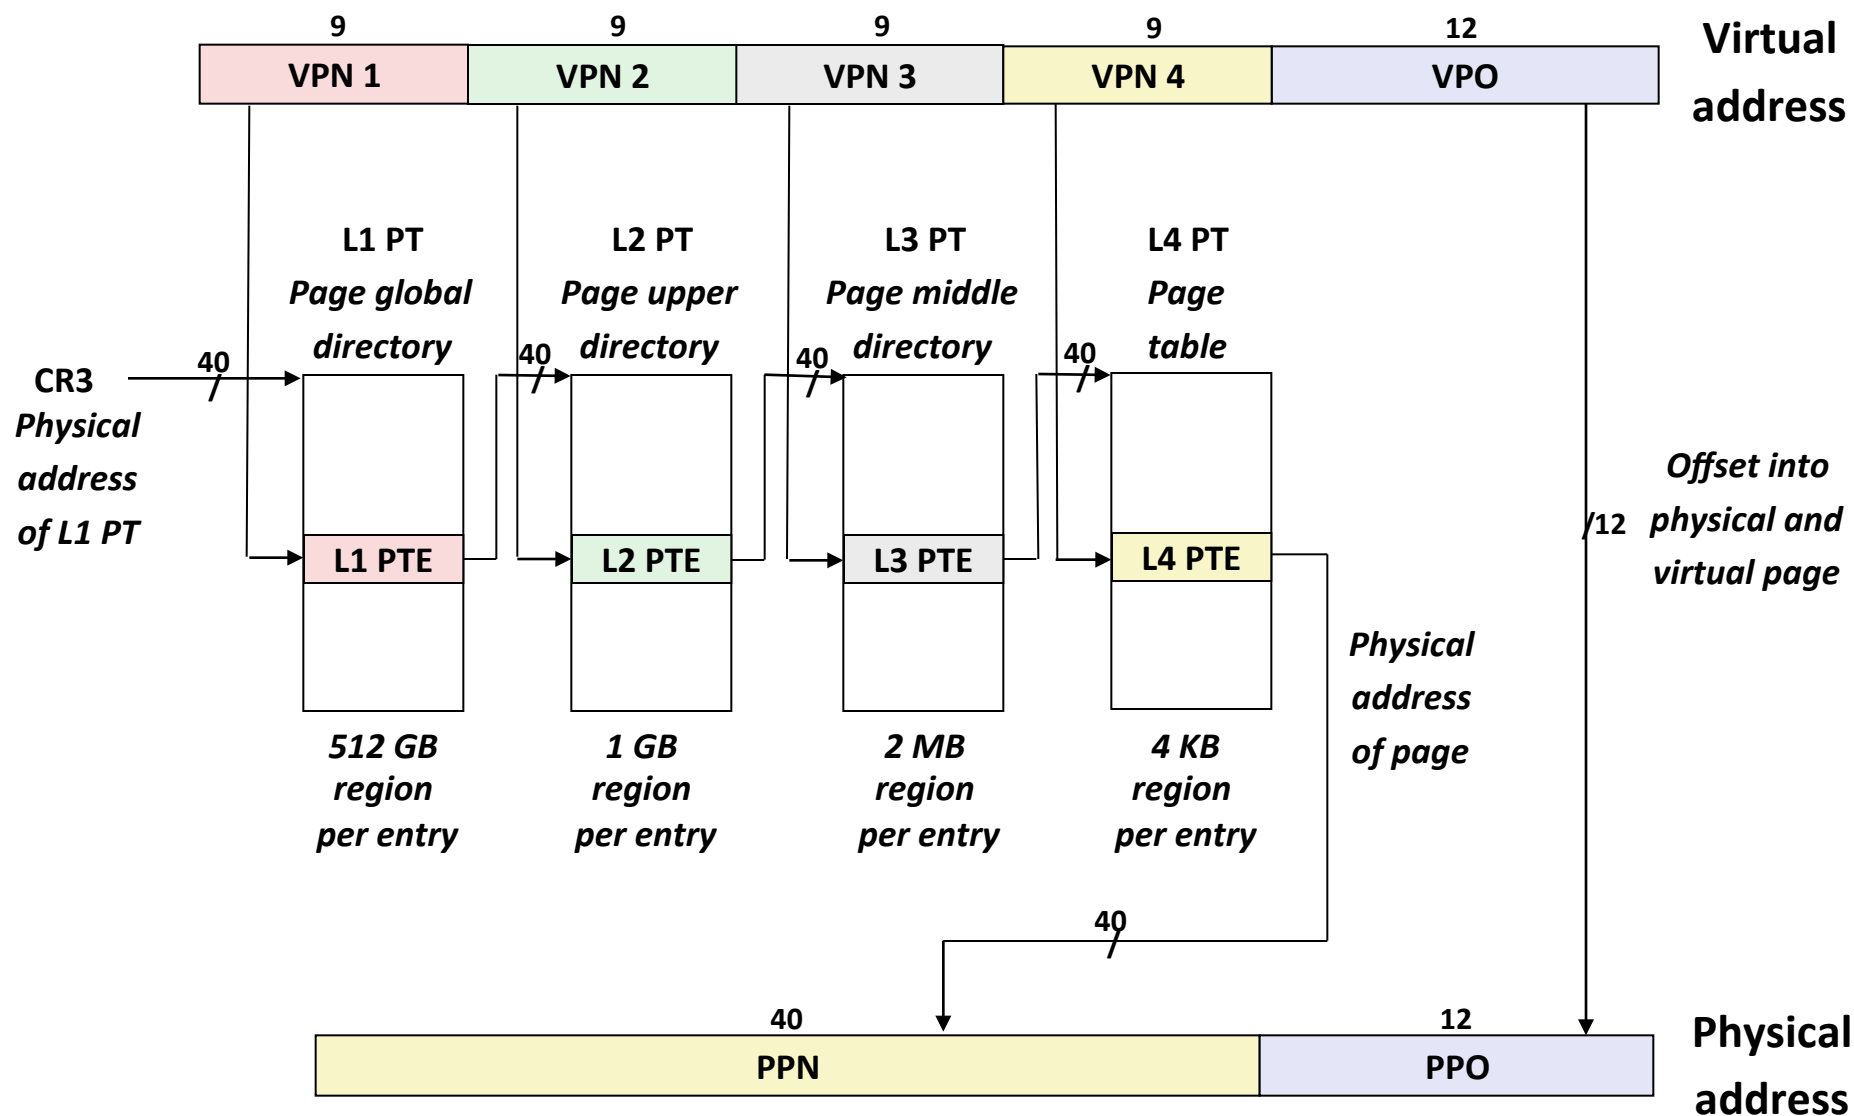 9
9
9
9
12
VPN 1
VPN 2
VPN 3
VPN 4
VPO
Virtual
address
L1 PT
Page global
directory
L2 PT
Page upper
directory
L3 PT
Page middle
directory
L4 PT
Page
table
40
40
40
40
CR3
Physical
address
of L1 PT
L1 PTE
L2 PTE
L3 PTE
L4 PTE
/12
Offset into
physical and
virtual page
512 GB
region
per entry
1 GB
region
per entry
2 MB
region
per entry
4 KB
region
per entry
Physical
address
of page
40
40
12
PPN
PPO
Physical
address